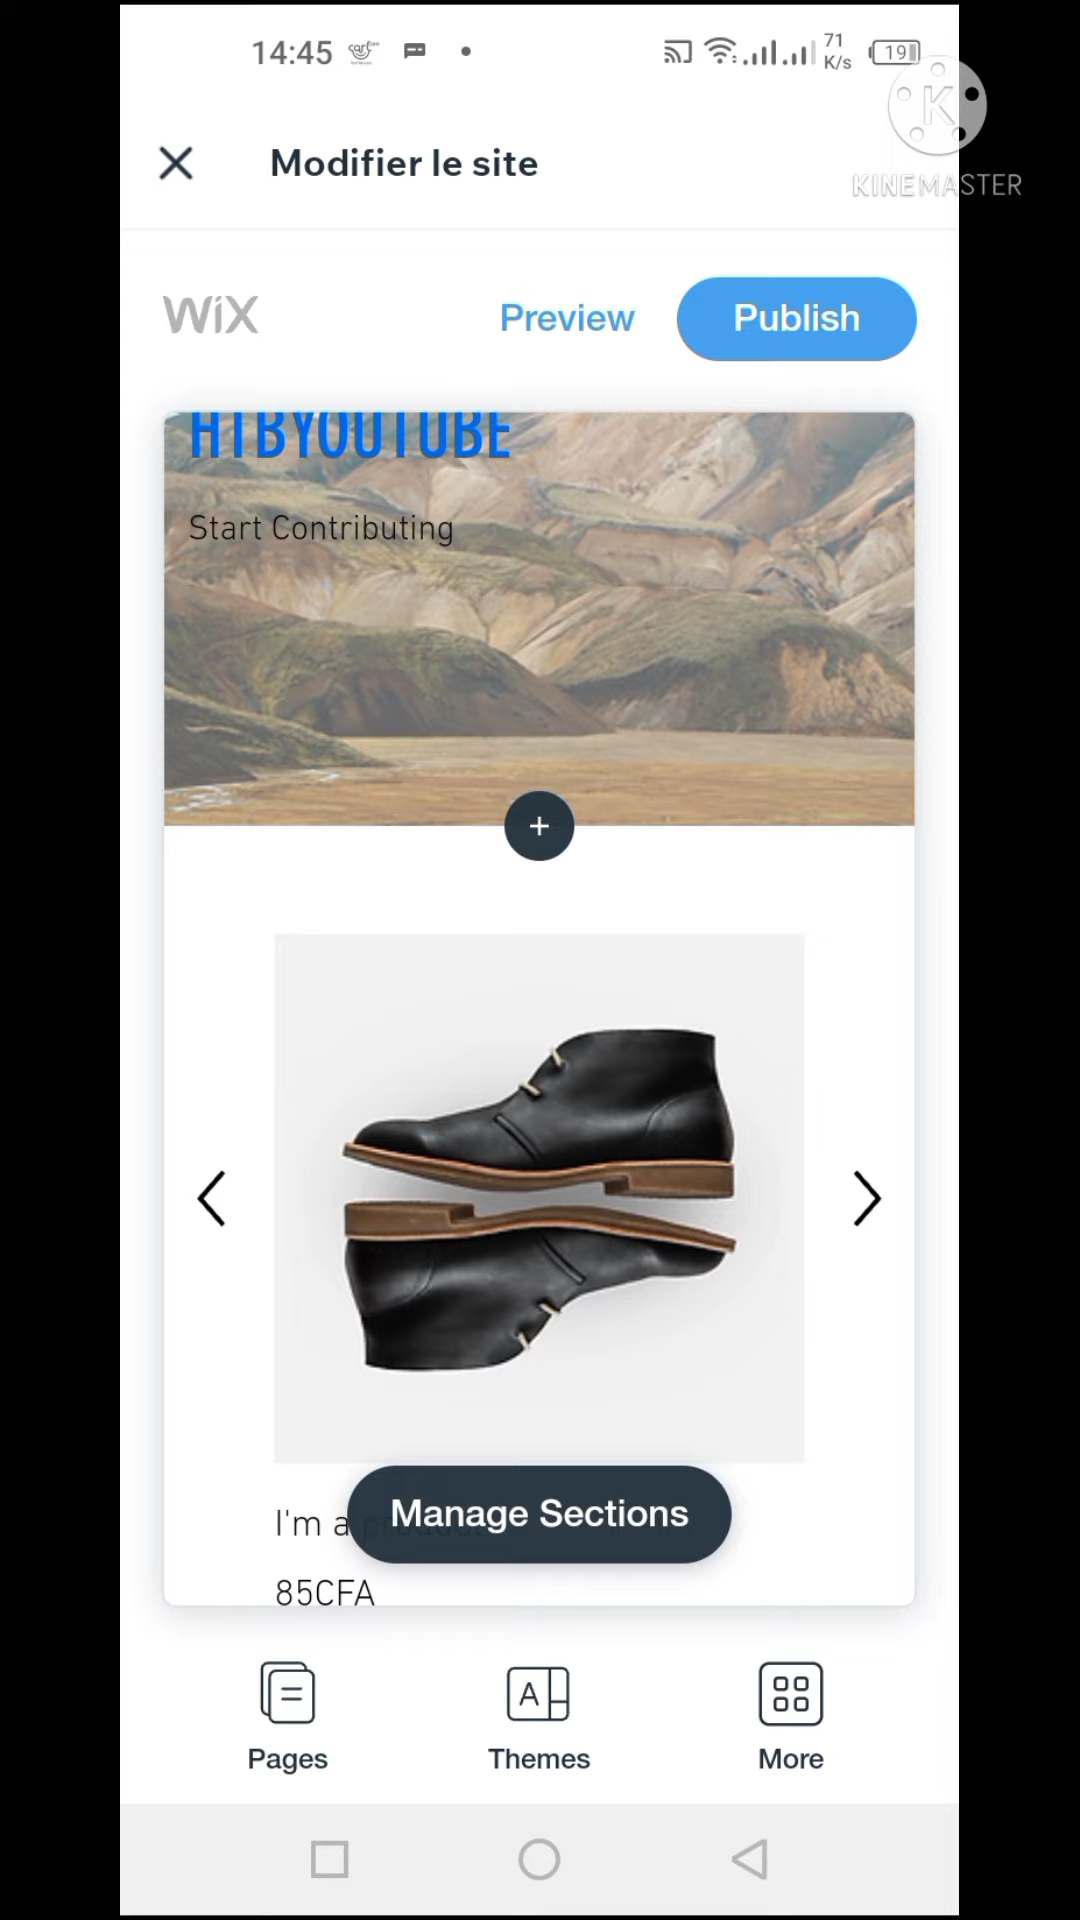 14:45
71
K/s
19
Modifier le site
KINEMASTER
WiX
Preview
Publish
HTBYOUTUBE
Start Contributing
+
I'm a product
Manage Sections
85CFA
Pages
Themes
More